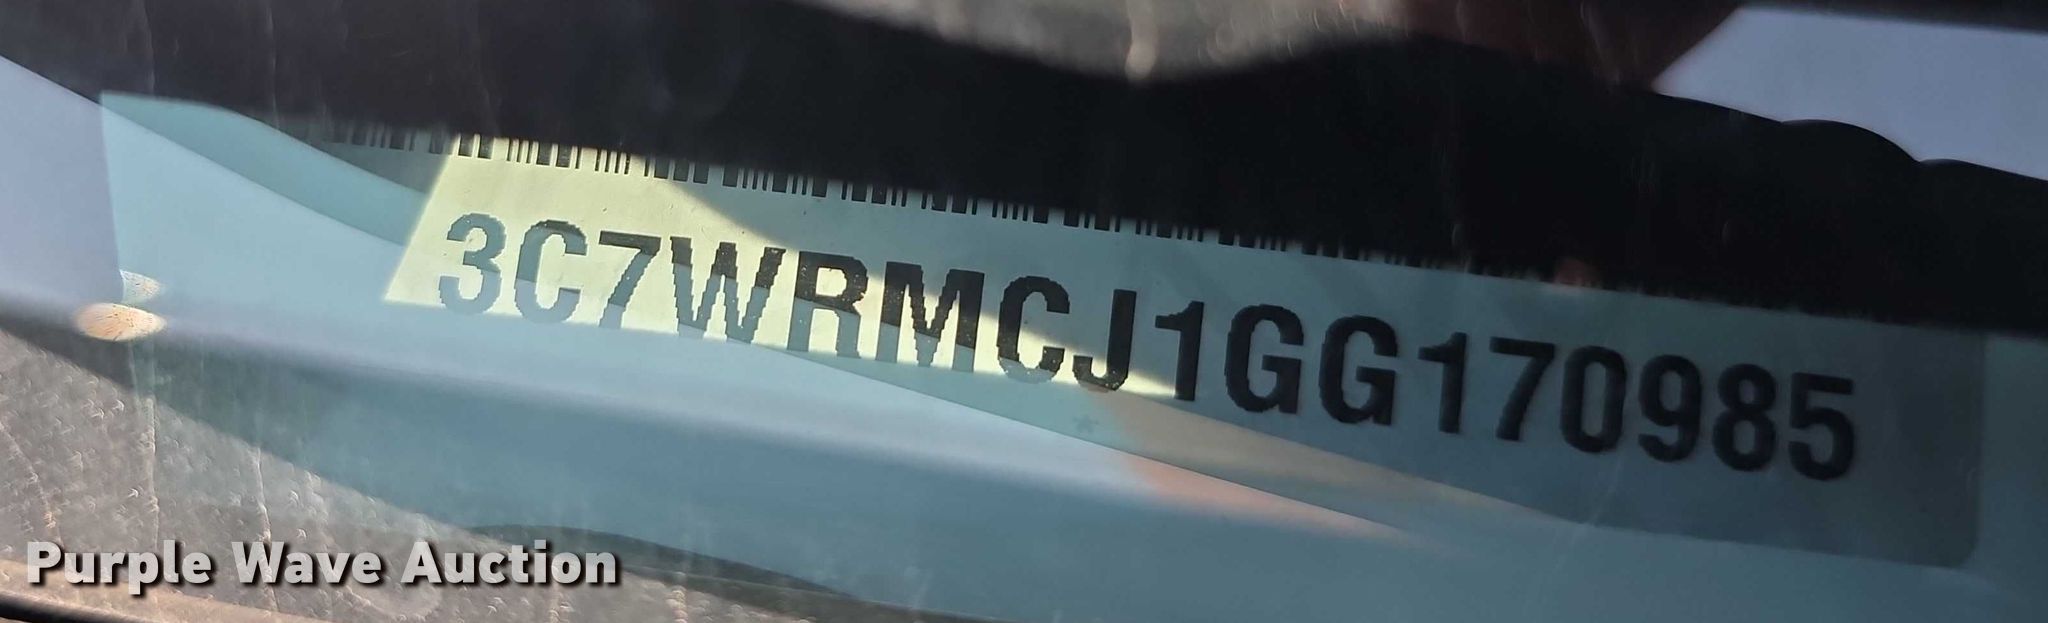 3C7WRMCJ1GG170985
Purple Wave Auction